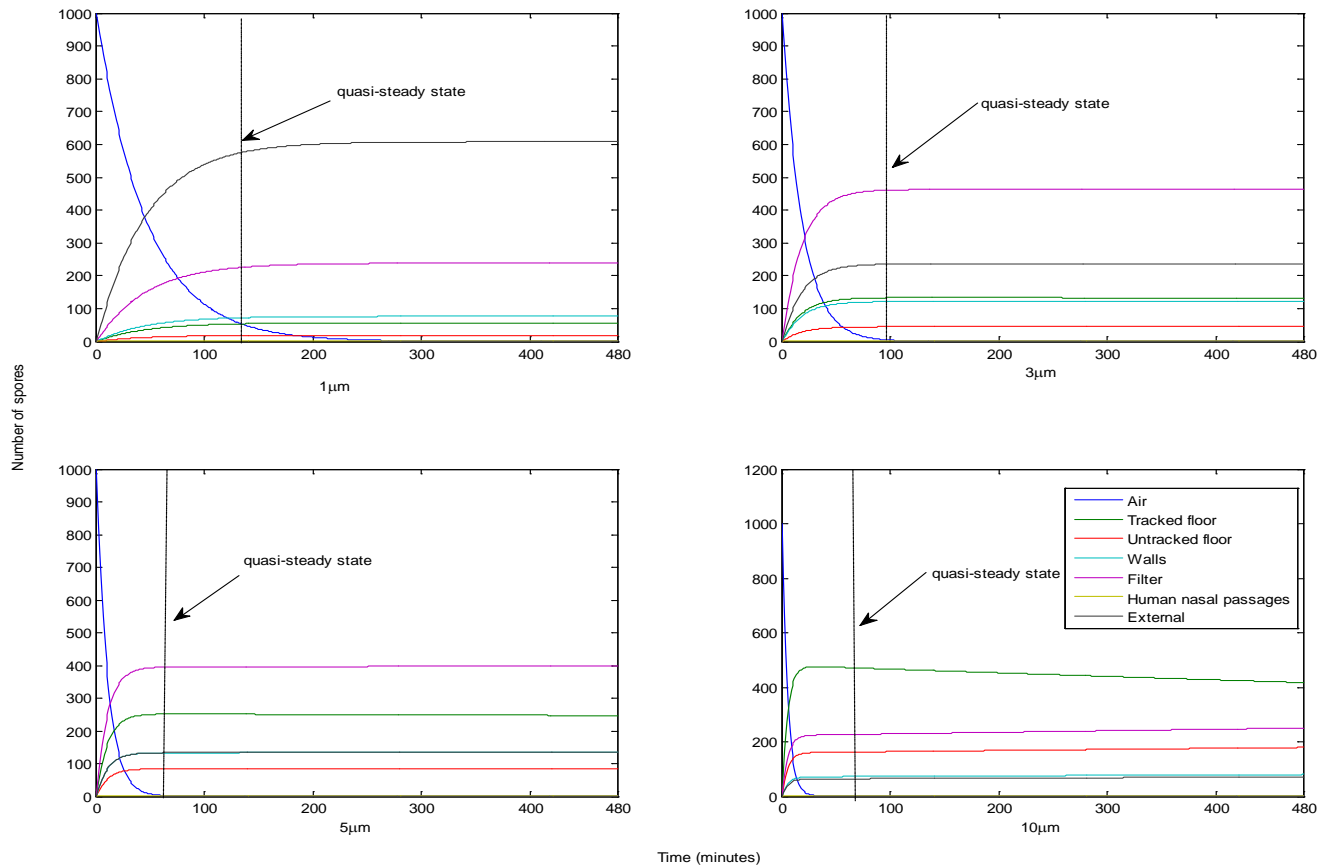 1000
900
800
700
600
500
400
300
200
100
0
quasi-steady state
0 100 200 300 400 480
1μm
1000
900
800
700
600
500
400
300
200
100
0
quasi-steady state
0 100 200 300 400 480
3μm
Number of spores
1000
900
800
700
600
500
400
300
200
100
0
quasi-steady state
0 100 200 300 400 480
5μm
1200
1000
800
600
400
200
0
quasi-steady state
Air
Tracked floor
Untracked floor
Walls
Filter
Human nasal passages
External
0 100 200 300 400 480
10μm
Time (minutes)